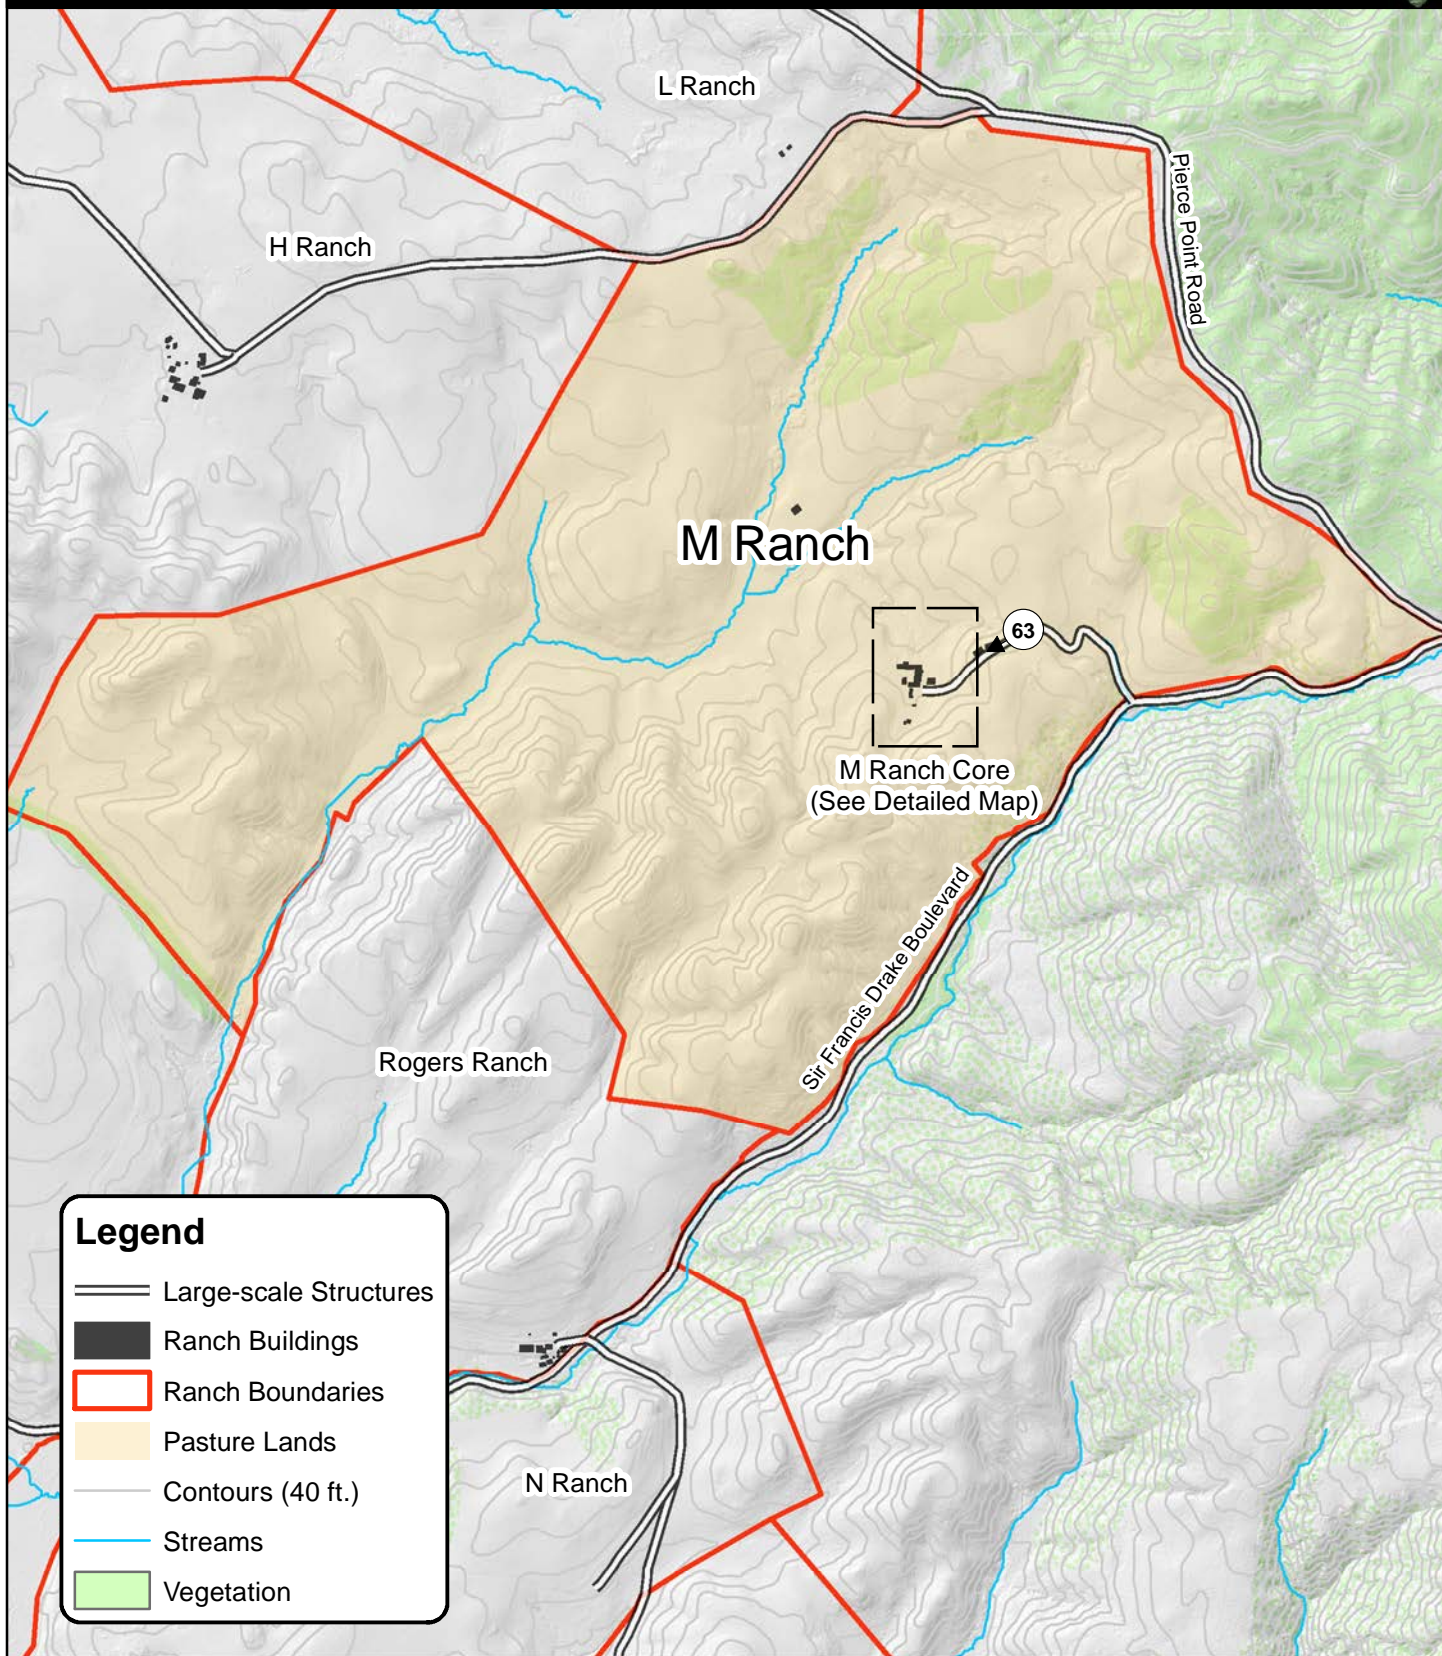 L Ranch
Pierce Point Road
H Ranch
M Ranch
63
M Ranch Core
(See Detailed Map)
Sir Francis Drake Boulevard
Rogers Ranch
Legend
Large-scale Structures
Ranch Buildings
Ranch Boundaries
Pasture Lands
Contours (40 ft.)
Streams
Vegetation
N Ranch